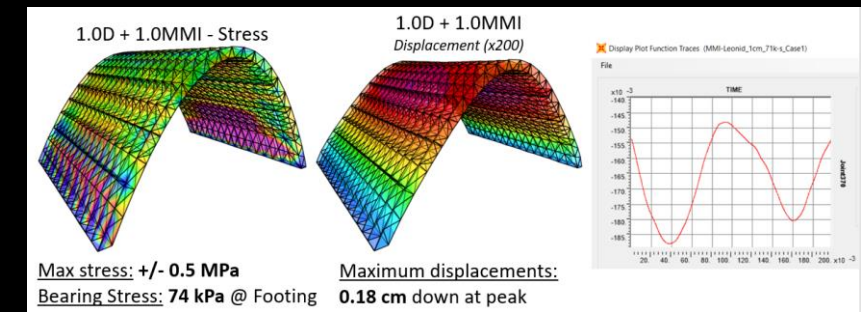 1.0D + 1.0MMI - Stress
1.0D + 1.0MMI
Displacement (x200)
Max stress: +/- 0.5 MPa
Bearing Stress: 74 kPa @ Footing
Maximum displacements:
0.18 cm down at peak
Display Plot Function Traces (MMI-Leonid_1cm_71k-s_Case1)
File
x10 -3
TIME
-140.
-145.
-150.
-155.
-165.
-170.
-175.
-180.
-185.
Joint378
20. 40. 60. 80. 100. 120. 140. 160. 180. 200. x10 -3